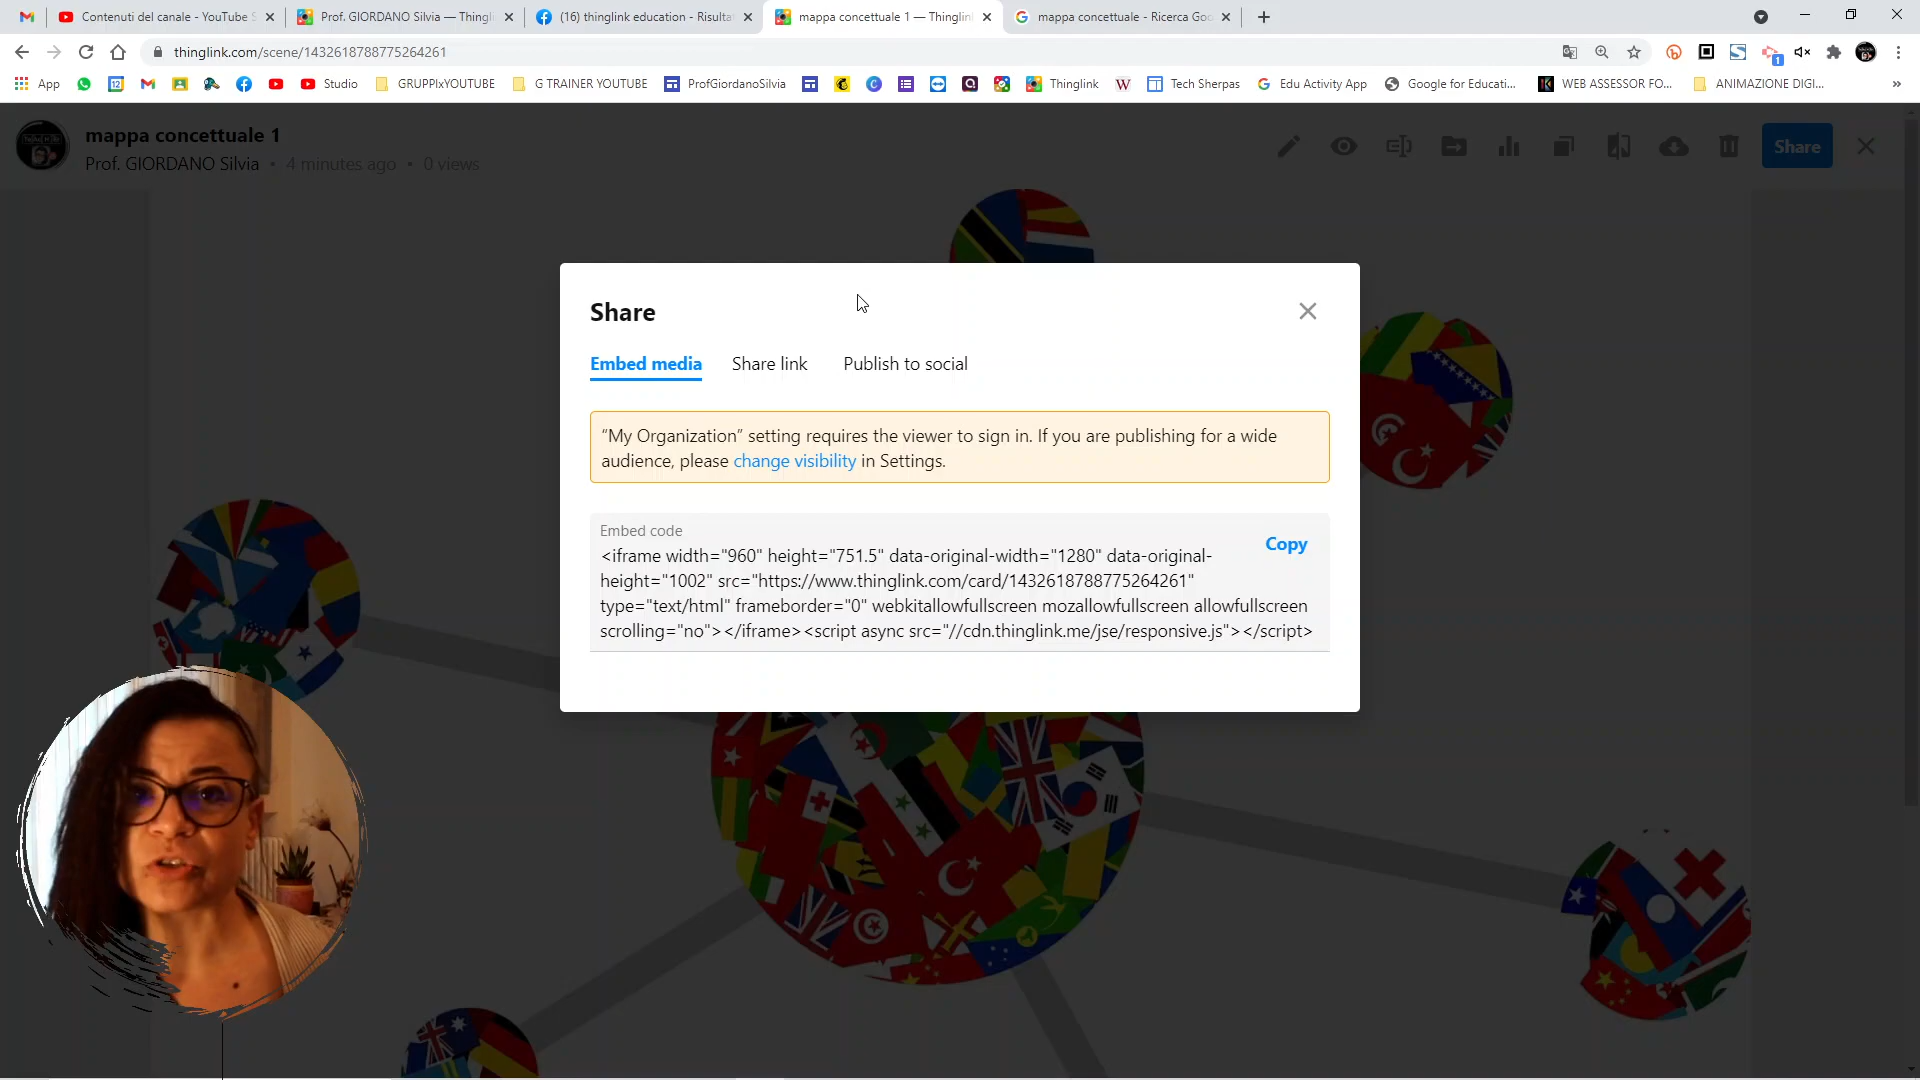 Contenuti del canale - YouTube S
Prof. GIORDANO Silvia — Thingli
(16) thinglink education - Risulta
mappa concettuale 1 — Thinglin
mappa concettuale - Ricerca Goo
thinglink.com/scene/1432618788775264261
App
Studio
GRUPPIxYOUTUBE
G TRAINER YOUTUBE
ProfGiordanoSilvia
Thinglink
Tech Sherpas
Edu Activity App
Google for Educati...
WEB ASSESSOR FO...
ANIMAZIONE DIGI...
mappa concettuale 1
Prof. GIORDANO Silvia • 4 minutes ago • 0 views
Share
Share
Embed media
Share link
Publish to social
“My Organization” setting requires the viewer to sign in. If you are publishing for a wide
audience, please change visibility in Settings.
Embed code
Copy
<iframe width="960" height="751.5" data-original-width="1280" data-original-
height="1002" src="https://www.thinglink.com/card/1432618788775264261"
type="text/html" frameborder="0" webkitallowfullscreen mozallowfullscreen allowfullscreen
scrolling="no"></iframe><script async src="//cdn.thinglink.me/jse/responsive.js"></script>